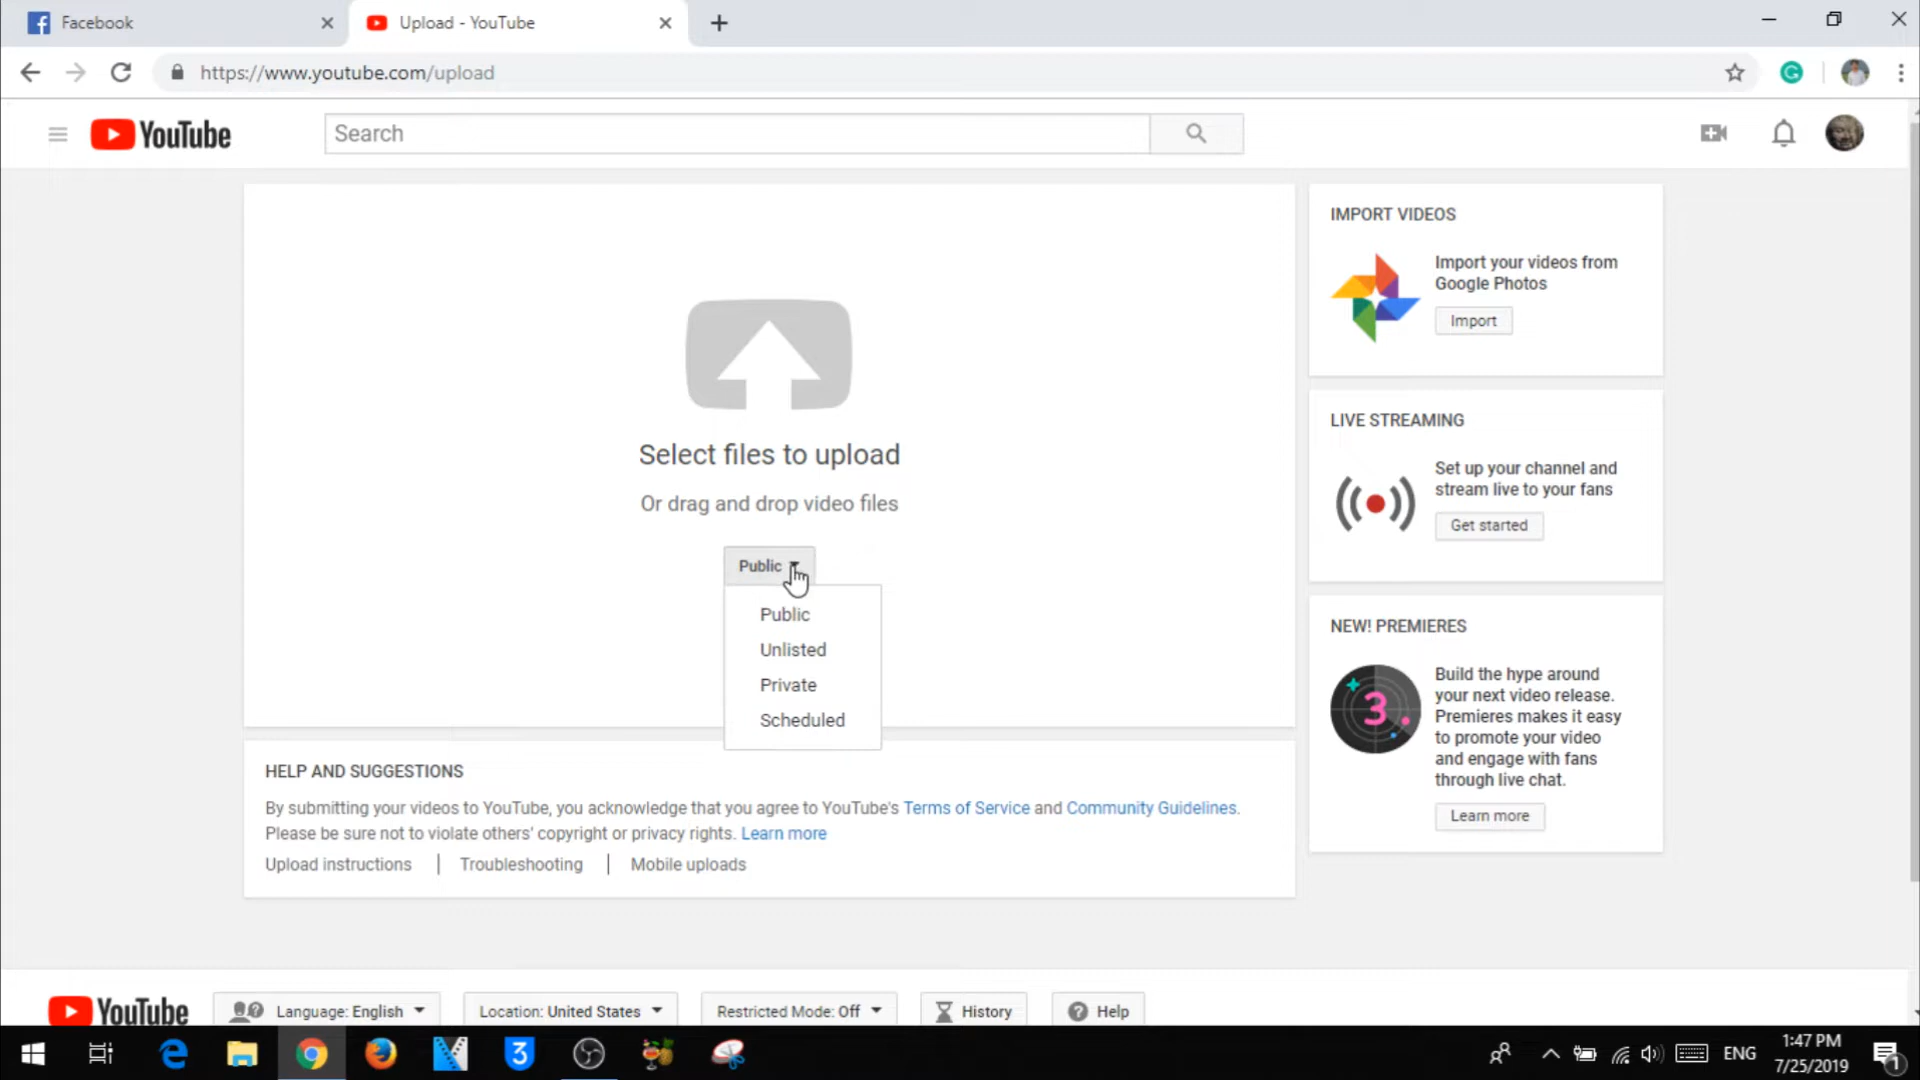 Facebook
Upload - YouTube
https://www.youtube.com/upload
YouTube
Search
Select files to upload
Or drag and drop video files
Public
Public
Unlisted
Private
Scheduled
IMPORT VIDEOS
Import your videos from
Google Photos
Import
LIVE STREAMING
Set up your channel and
stream live to your fans
Get started
NEW! PREMIERES
3
Build the hype around
your next video release.
Premieres makes it easy
to promote your video
and engage with fans
through live chat.
Learn more
HELP AND SUGGESTIONS
By submitting your videos to YouTube, you acknowledge that you agree to YouTube's Terms of Service and Community Guidelines.
Please be sure not to violate others' copyright or privacy rights. Learn more
Upload instructions | Troubleshooting | Mobile uploads
YouTube
Language: English
Location: United States
Restricted Mode: Off
History
Help
3
ENG
1:47 PM
7/25/2019
1